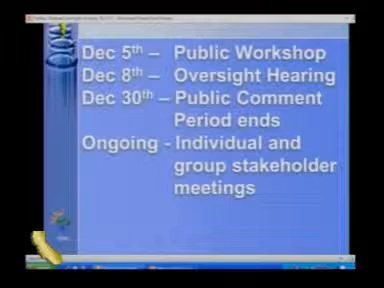 Dec 5th – Public Workshop
Dec 8th – Oversight Hearing
Dec 30th – Public Comment
Period ends
Ongoing - Individual and
group stakeholder
meetings